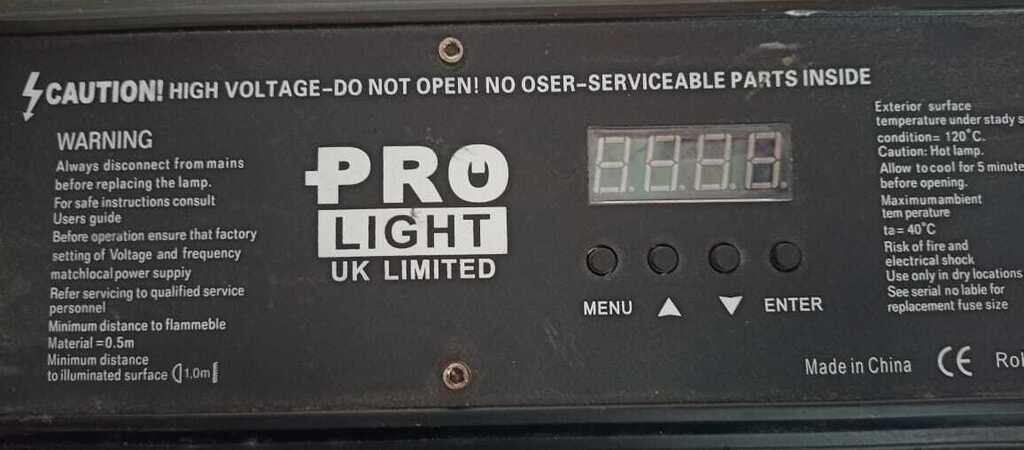 CAUTION! HIGH VOLTAGE-DO NOT OPEN! NO OSER-SERVICEABLE PARTS INSIDE
WARNING
Always disconnect from mains
before replacing the lamp.
For safe instructions consult
Users guide
Before operation ensure that factory
setting of Voltage and frequency
matchlocal power supply
Refer servicing to qualified service
personnel
Minimum distance to flammeble
Material =0.5m
Minimum distance
to illuminated surface 1,0m
PRO
LIGHT
UK LIMITED
MENU ▲ ▼ ENTER
Exterior surface
temperature under stady s
condition= 120°C.
Caution: Hot lamp.
Allow to cool for 5 minute
before opening.
Maximumambient
tem perature
ta = 40°C
Risk of fire and
electrical shock
Use only in dry locations
See serial no lable for
replacement fuse size
Made in China CE RoH